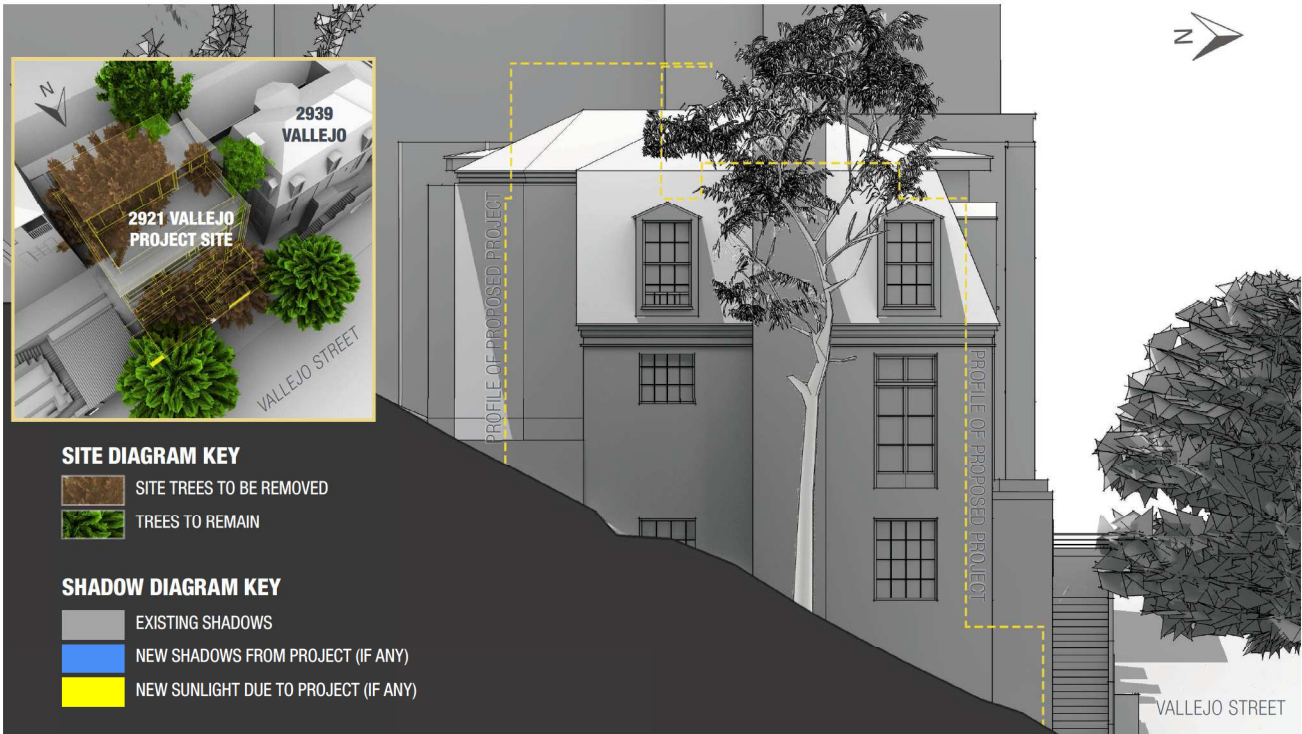 N
2939
VALLEJO
2921 VALLEJO
PROJECT SITE
VALLEJO STREET
SITE DIAGRAM KEY
SITE TREES TO BE REMOVED
TREES TO REMAIN
SHADOW DIAGRAM KEY
EXISTING SHADOWS
NEW SHADOWS FROM PROJECT (IF ANY)
NEW SUNLIGHT DUE TO PROJECT (IF ANY)
PROFILE OF PROPOSED PROJECT
PROFILE OF PROPOSED PROJECT
N
VALLEJO STREET